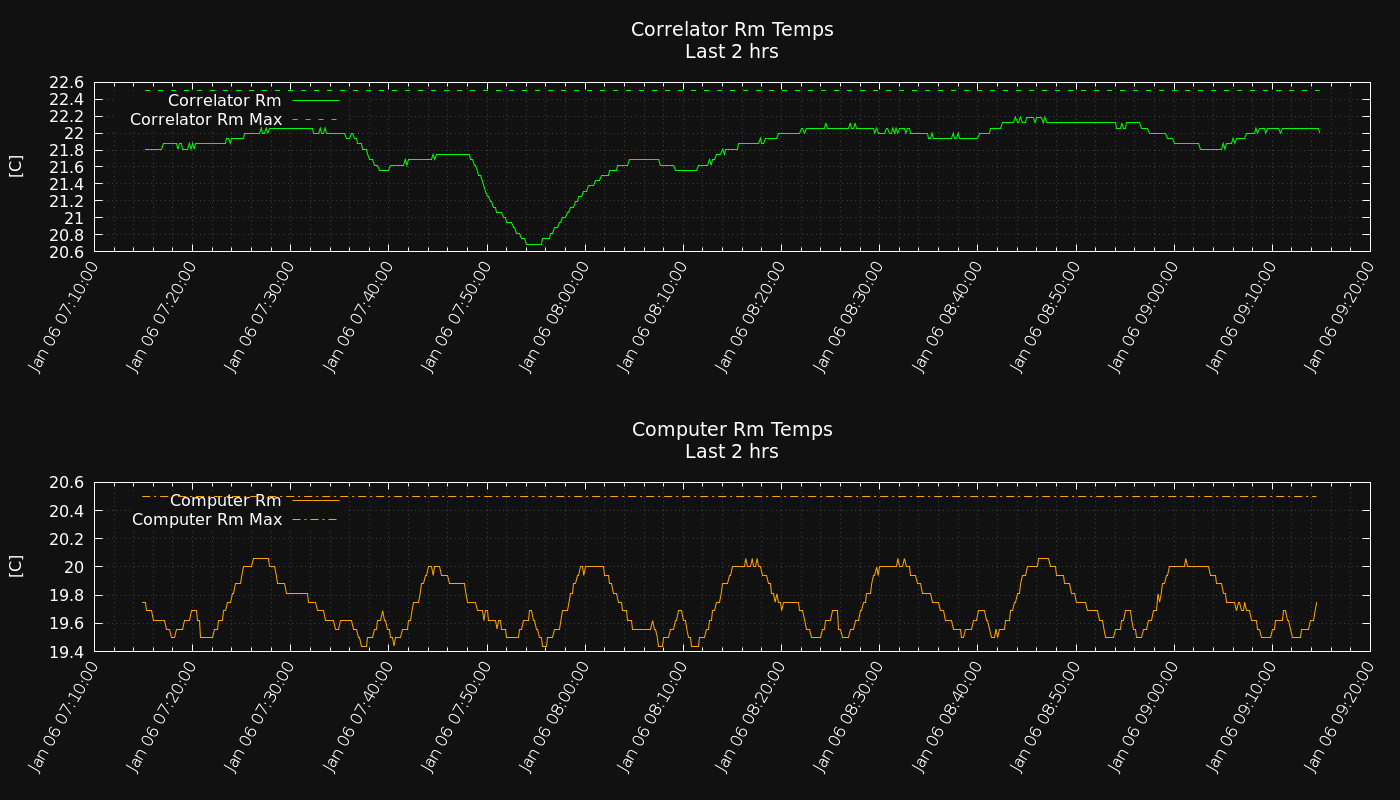 Correlator Rm Temps
Last 2 hrs
22.6
22.4
22.2
22
21.8
21.6
21.4
21.2
21
20.8
20.6
[C]
Correlator Rm
Correlator Rm Max
Jan 06 07:10:00
Jan 06 07:20:00
Jan 06 07:30:00
Jan 06 07:40:00
Jan 06 07:50:00
Jan 06 08:00:00
Jan 06 08:10:00
Jan 06 08:20:00
Jan 06 08:30:00
Jan 06 08:40:00
Jan 06 08:50:00
Jan 06 09:00:00
Jan 06 09:10:00
Jan 06 09:20:00
Computer Rm Temps
Last 2 hrs
20.6
20.4
20.2
20
19.8
19.6
19.4
[C]
Computer Rm
Computer Rm Max
Jan 06 07:10:00
Jan 06 07:20:00
Jan 06 07:30:00
Jan 06 07:40:00
Jan 06 07:50:00
Jan 06 08:00:00
Jan 06 08:10:00
Jan 06 08:20:00
Jan 06 08:30:00
Jan 06 08:40:00
Jan 06 08:50:00
Jan 06 09:00:00
Jan 06 09:10:00
Jan 06 09:20:00